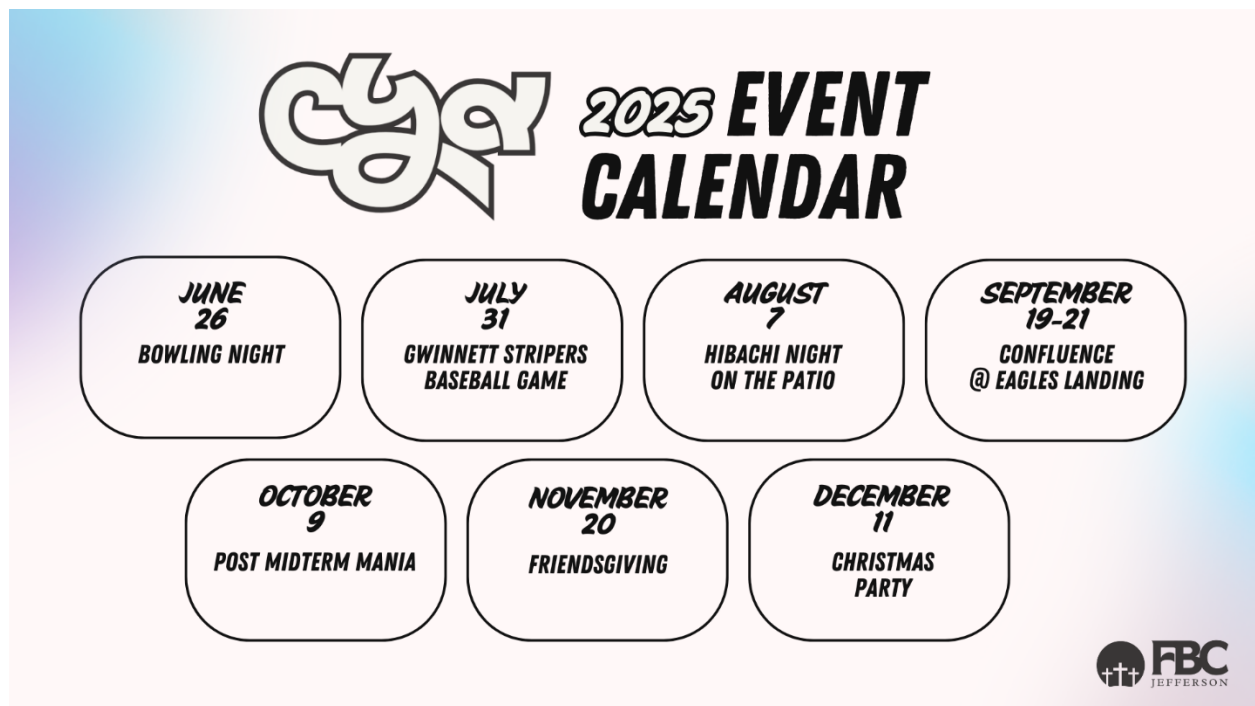 cya
2025 EVENT
CALENDAR
JUNE
26
BOWLING NIGHT
JULY
31
GWINNETT STRIPERS
BASEBALL GAME
AUGUST
7
HIBACHI NIGHT
ON THE PATIO
SEPTEMBER
19-21
CONFLUENCE
@ EAGLES LANDING
OCTOBER
9
POST MIDTERM MANIA
NOVEMBER
20
FRIENDSGIVING
DECEMBER
11
CHRISTMAS
PARTY
FBC
JEFFERSON